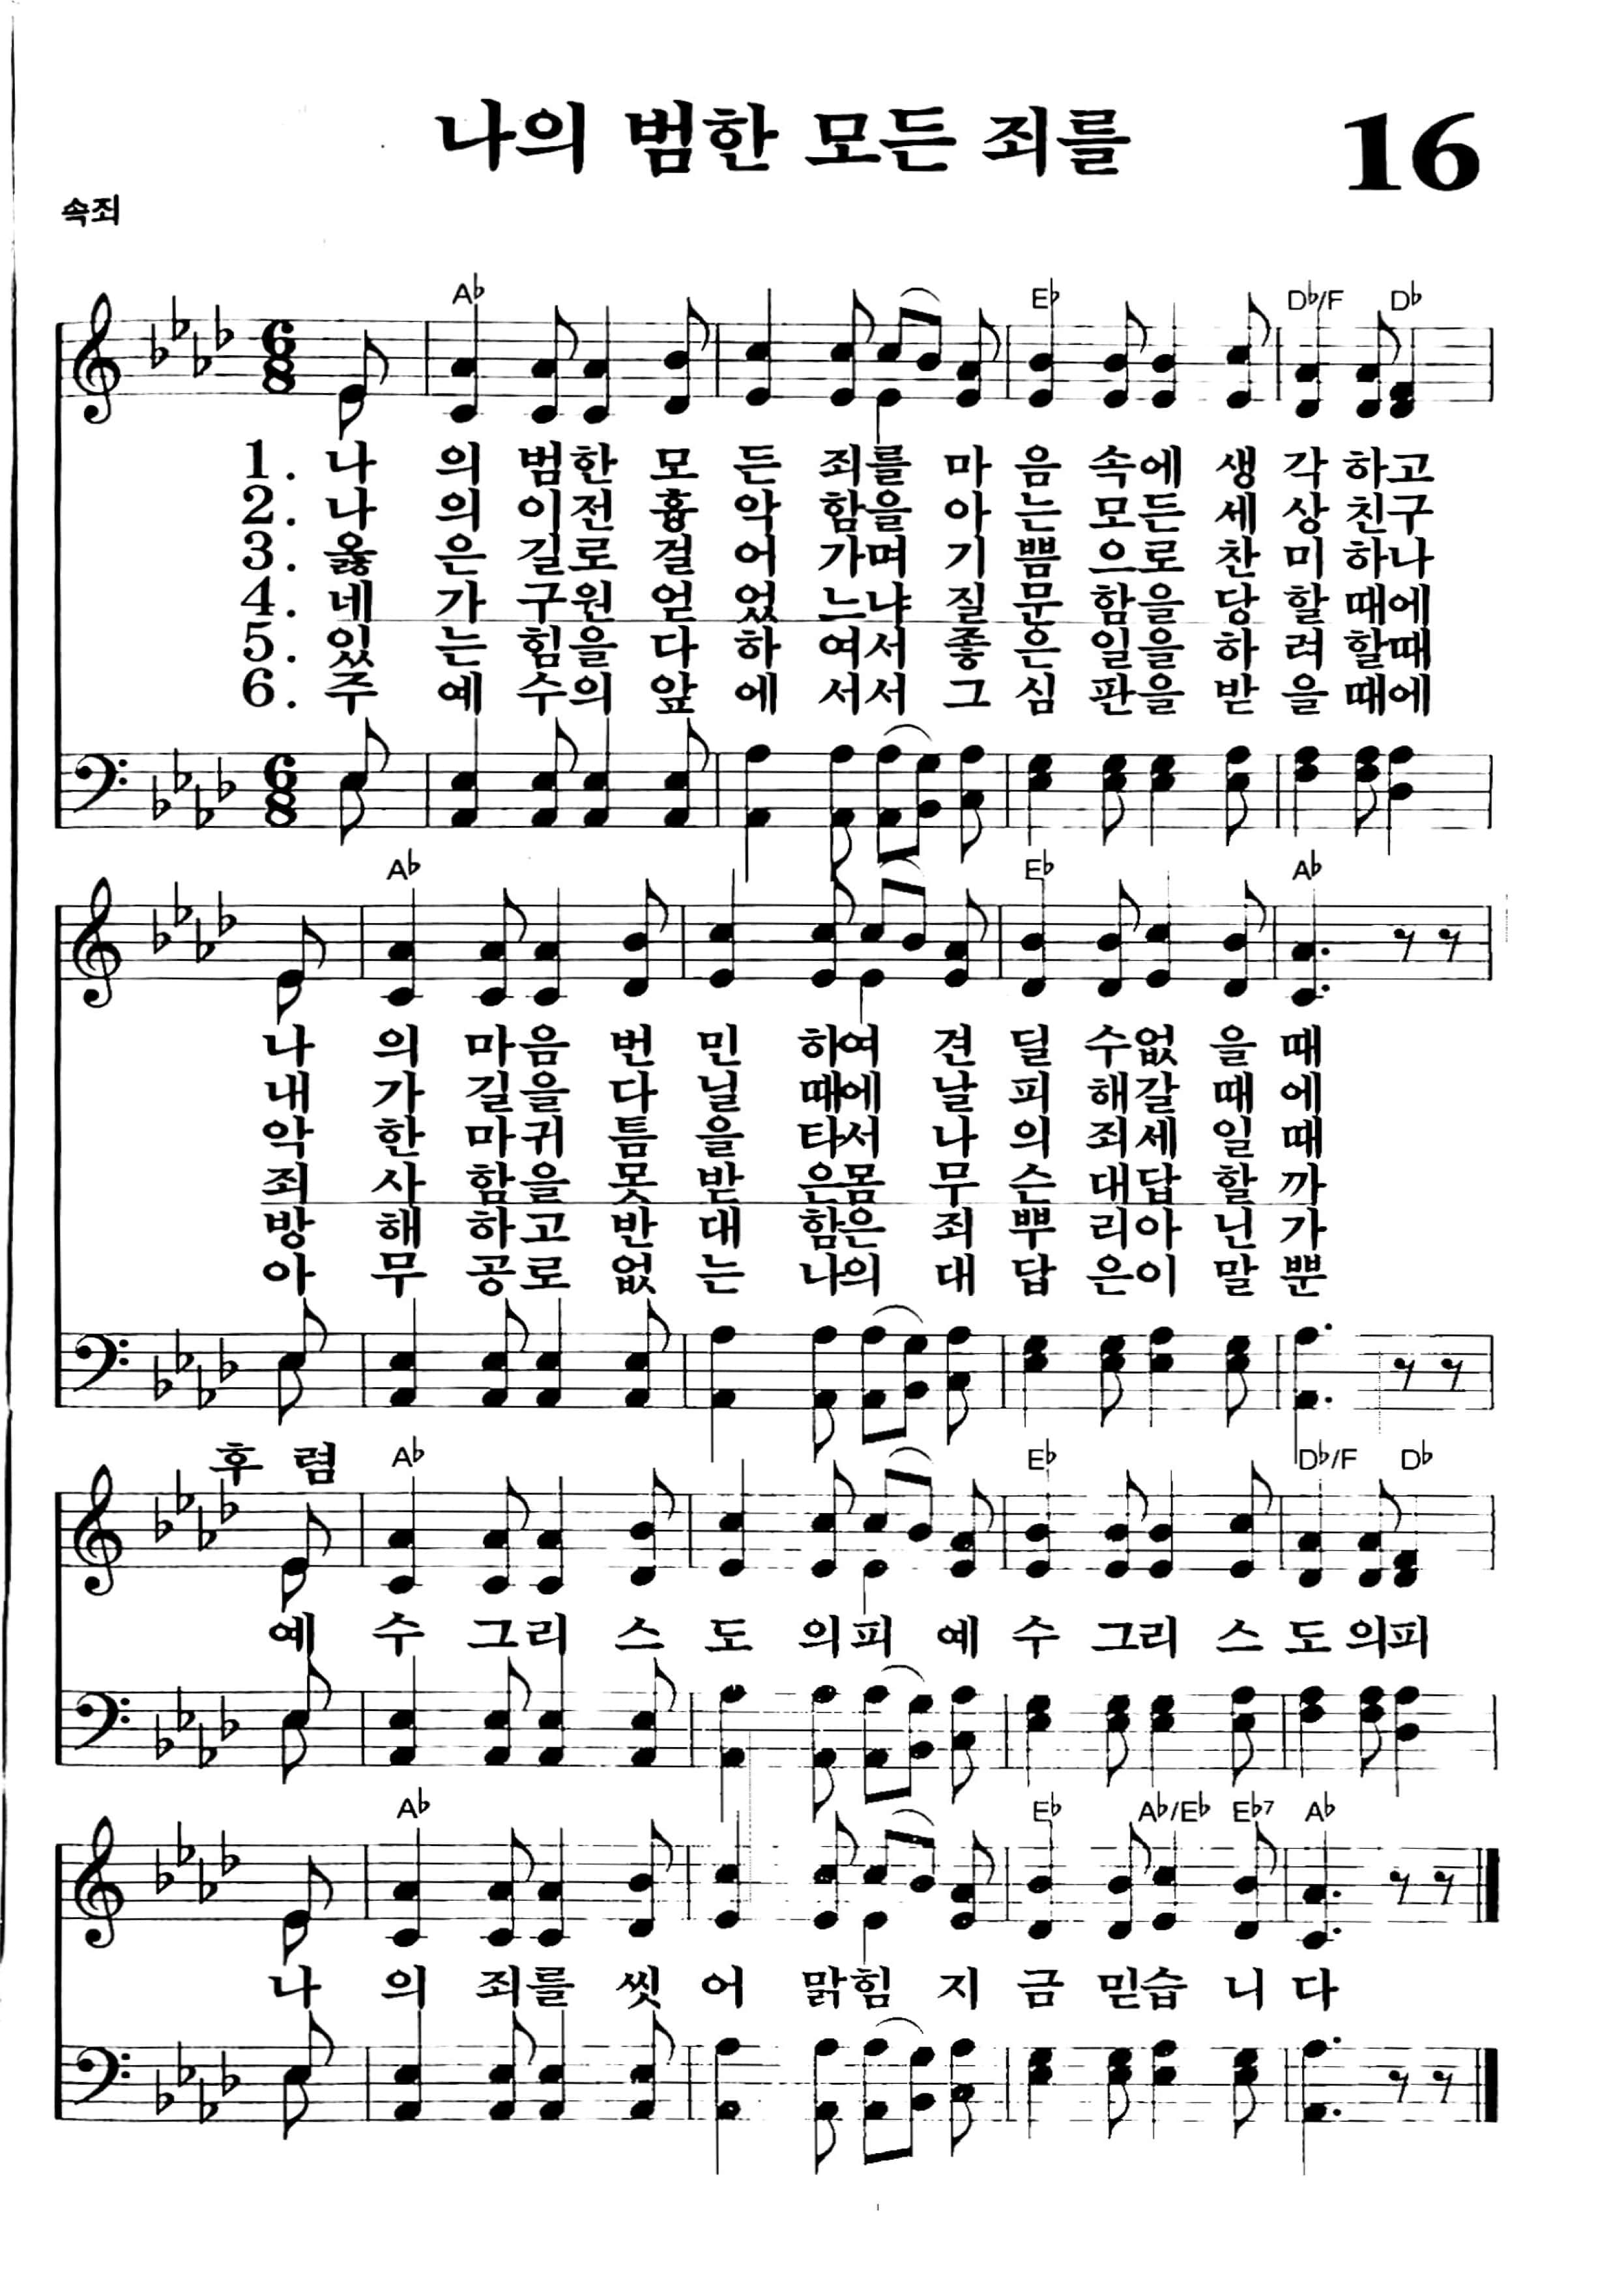 나의 범한 모든 죄를 16
속죄
A♭ E♭ D♭/F D♭
1. 나 의 범한 모 든 죄를 마 음 속에 생 각 하고
2. 나 의 이전 흉 악 함을 아 는 모든 세 상 친구
3. 옳 은 길로 걸 어 가며 기 쁨 으로 찬 미 하나
4. 네 가 구원 얻 었 느냐 질 문 함을 당 할 때에
5. 있 는 힘을 다 하 여서 좋 은 일을 하 려 할때
6. 주 예 수의 앞 에 서서 그 심 판을 받 을 때에
A♭ E♭ A♭
나 의 마음 번 민 하여 견 딜 수없 을 때
내 가 길을 다 닐 때에 날 피 해갈 때 에
악 한 마귀 틈 을 타서 나 의 죄세 일 때
죄 사 함을 못 받 은몸 무 슨 대답 할 까
방 해 하고 반 대 함은 죄 뿌 리아 닌 가
아 무 공로 없 는 나의 대 답 은이 말 뿐
후 렴 A♭ E♭ D♭/F D♭
예 수 그리 스 도 의피 예 수 그리 스 도 의피
A♭ E♭ A♭/E♭ E♭7 A♭
나 의 죄를 씻 어 맑힘 지 금 믿습 니 다